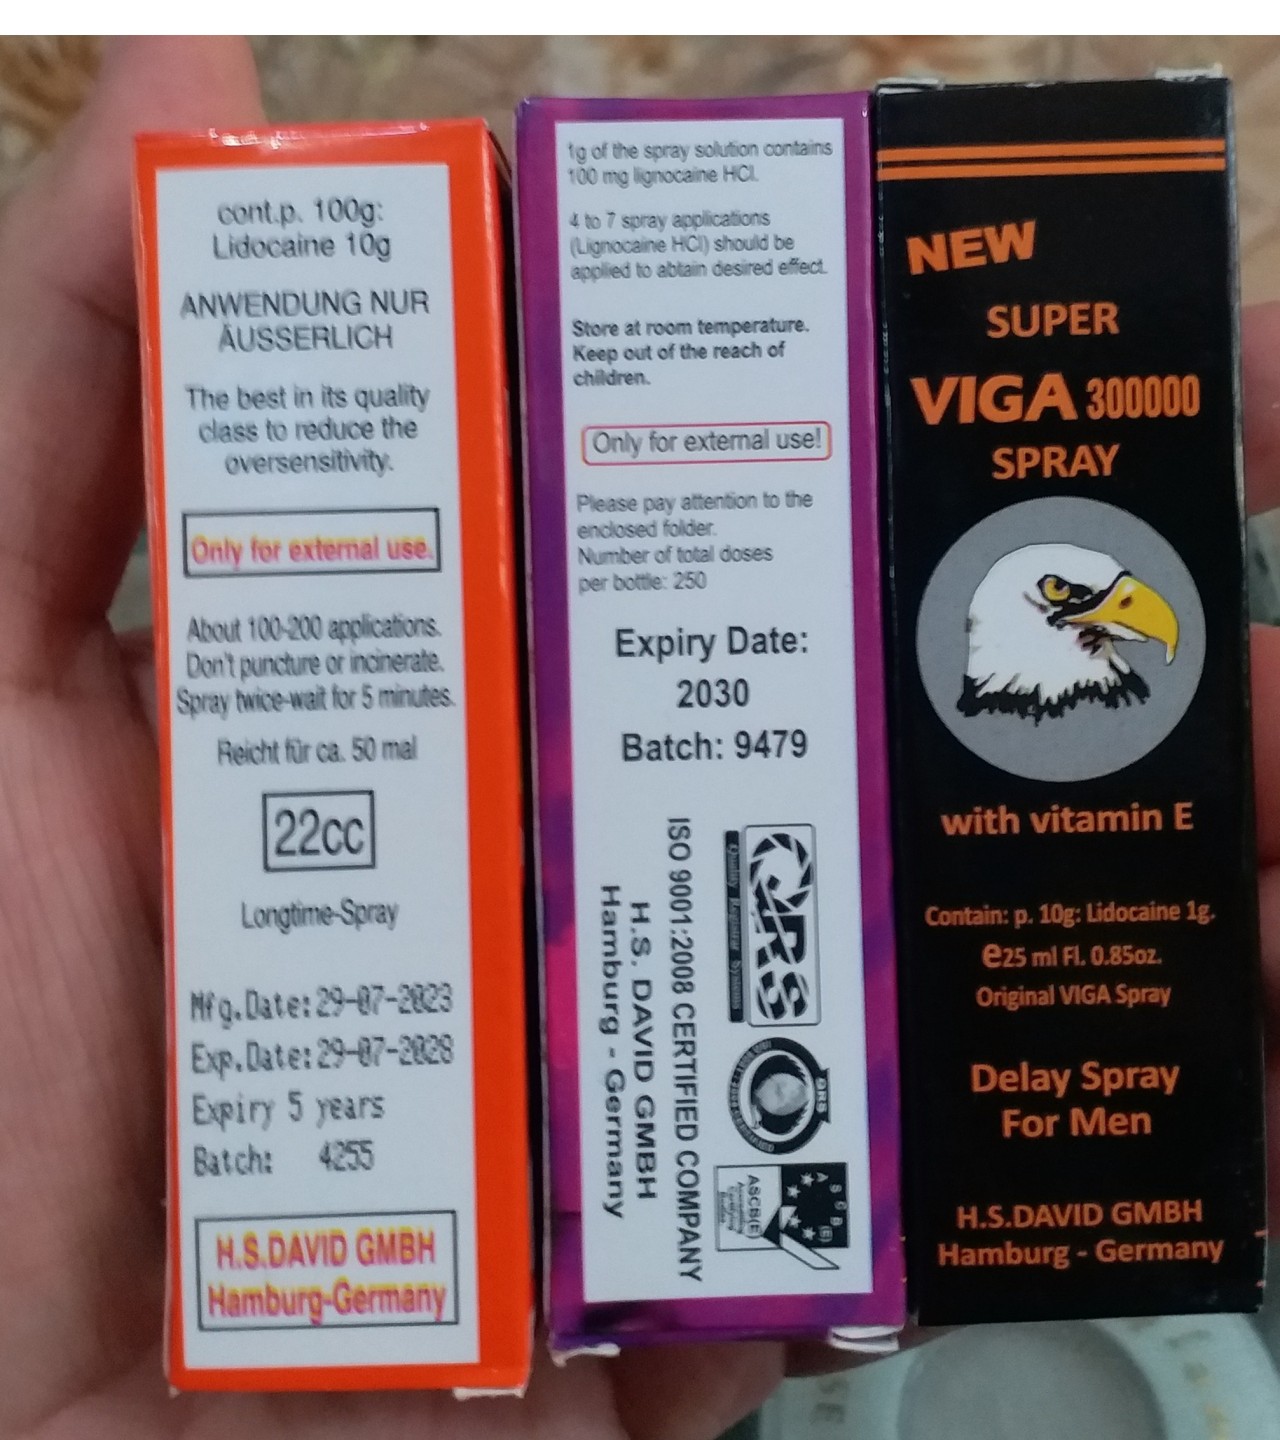 cont.p. 100g:
Lidocaine 10g
ANWENDUNG NUR
ÄUSSERLICH
The best in its quality
class to reduce the
oversensitivity.
Only for external use.
About 100-200 applications.
Don't puncture or incinerate.
Spray twice-wait for 5 minutes.
Reicht für ca. 50 mal
22cc
Longtime-Spray
Mfg.Date:29-07-2023
Exp.Date:29-07-2028
Expiry 5 years
Batch: 4255
H.S.DAVID GMBH
Hamburg-Germany
1g of the spray solution contains
100 mg lignocaine HCl.
4 to 7 spray applications
(Lignocaine HCl) should be
applied to abtain desired effect.
Store at room temperature.
Keep out of the reach of
children.
Only for external use!
Please pay attention to the
enclosed folder.
Number of total doses
per bottle: 250
Expiry Date:
2030
Batch: 9479
QRS
Quality Registrar Systems
ASCB(E)
ISO 9001:2008 CERTIFIED COMPANY
H.S. DAVID GMBH
Hamburg - Germany
NEW
SUPER
VIGA 300000
SPRAY
with vitamin E
Contain: p. 10g: Lidocaine 1g.
e25 ml Fl. 0.85oz.
Original VIGA Spray
Delay Spray
For Men
H.S.DAVID GMBH
Hamburg - Germany